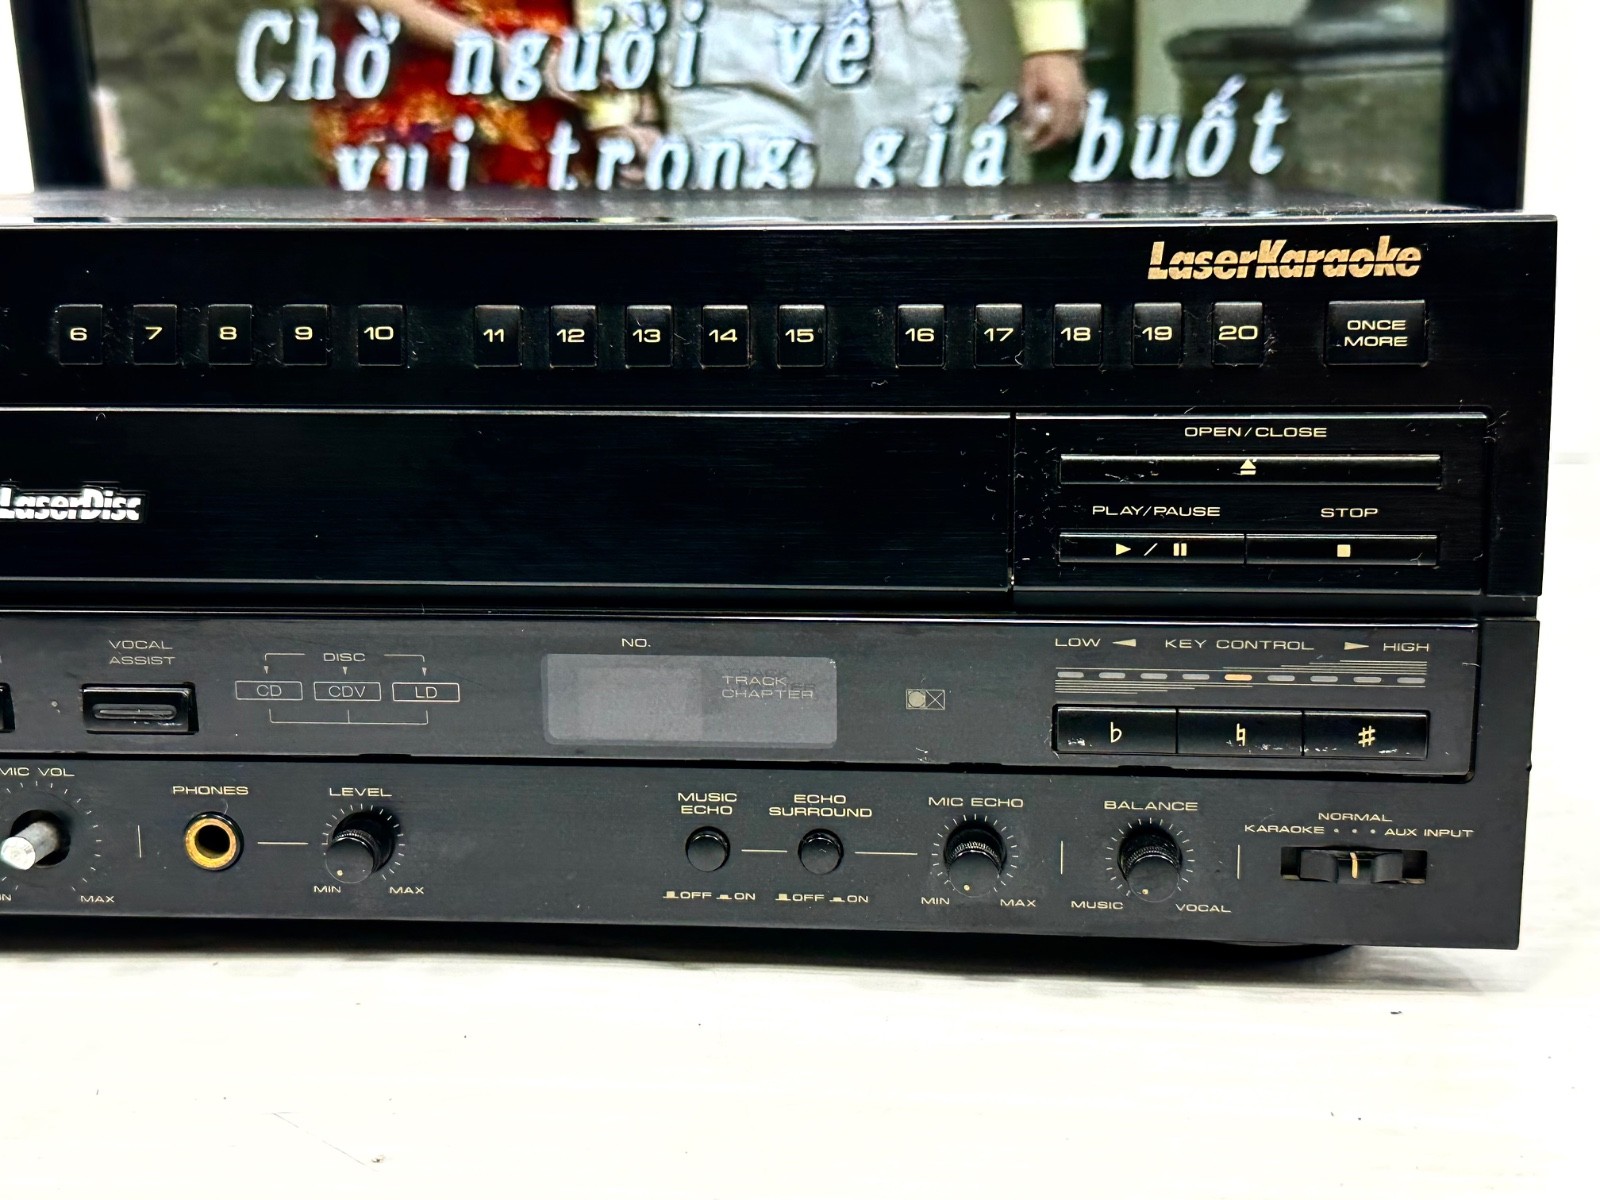 Chờ người về
vui trong giá buốt
LaserKaraoke
6 7 8 9 10 11 12 13 14 15 16 17 18 19 20 ONCE
MORE
OPEN/CLOSE
LaserDisc
PLAY/PAUSE STOP
VOCAL
ASSIST
DISC
CD CDV LD
NO.
TRACK
CHAPTER
LOW KEY CONTROL HIGH
♭ ♮ ♯
MIC VOL
MAX
PHONES
LEVEL
MIN MAX
MUSIC
ECHO
OFF ON
ECHO
SURROUND
OFF ON
MIC ECHO
MIN MAX
BALANCE
MUSIC VOCAL
NORMAL
KARAOKE • • • AUX INPUT